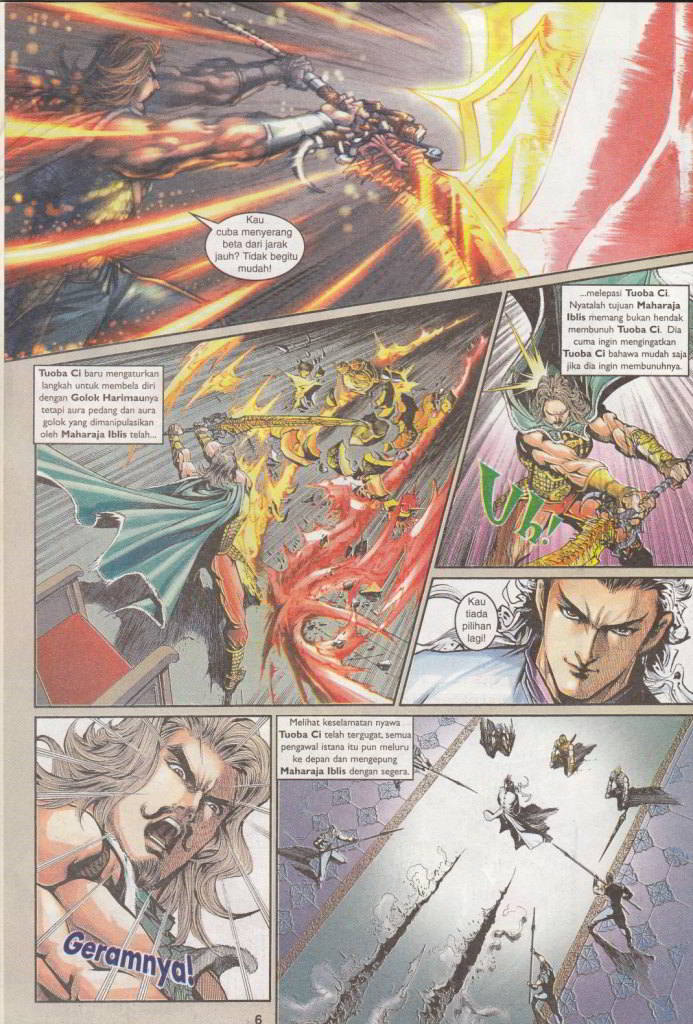 Kau
cuba menyerang
beta dari jarak
jauh? Tidak begitu
mudah!
Tuoba Ci baru mengaturkan
langkah untuk membela diri
dengan Golok Harimaunya
tetapi aura pedang dan aura
golok yang dimanipulasikan
oleh Maharaja Iblis telah...
...melepasi Tuoba Ci.
Nyatalah tujuan Maharaja
Iblis memang bukan hendak
membunuh Tuoba Ci. Dia
cuma ingin mengingatkan
Tuoba Ci bahawa mudah saja
jika dia ingin membunuhnya.
Uh!
Kau
tiada
pilihan
lagi!
Geramnya!
Melihat keselamatan nyawa
Tuoba Ci telah tergugat, semua
pengawal istana itu pun meluru
ke depan dan mengepung
Maharaja Iblis dengan segera.
6